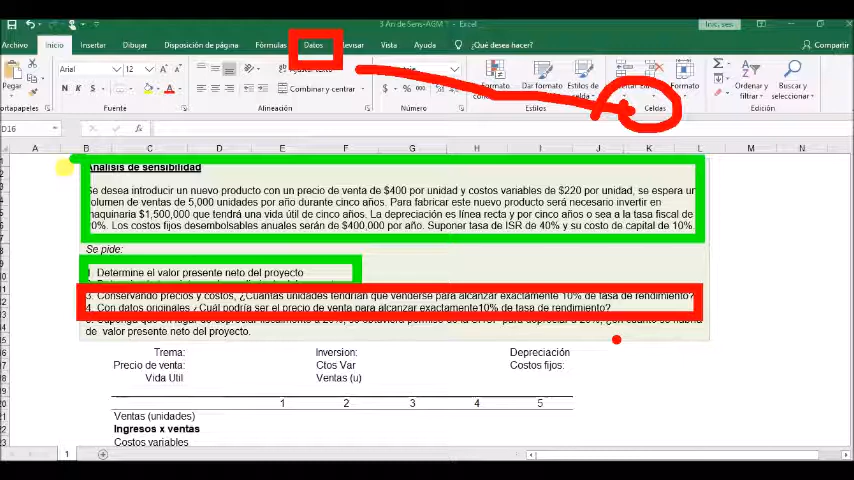 3 An de Sens-AGM - Excel
Inic. ses
Archivo Inicio Insertar Dibujar Disposición de página Fórmulas Datos Revisar Vista Ayuda ¿Qué desea hacer? Compartir
Arial 12
N K S
Pegar
Combinar y centrar
$ % 000
Dar formato Estilos de Formato Ordenar y Buscar y
celda filtrar seleccionar
Portapapeles Fuente Alineación Número Estilos Celdas Edición
D16
A B C D E F G H I J K L M N
Análisis de sensibilidad
Se desea introducir un nuevo producto con un precio de venta de $400 por unidad y costos variables de $220 por unidad, se espera un
volumen de ventas de 5,000 unidades por año durante cinco años. Para fabricar este nuevo producto será necesario invertir en
maquinaria $1,500,000 que tendrá una vida útil de cinco años. La depreciación es línea recta y por cinco años o sea a la tasa fiscal de
20%. Los costos fijos desembolsables anuales serán de $400,000 por año. Suponer tasa de ISR de 40% y su costo de capital de 10%.
Se pide:
1. Determine el valor presente neto del proyecto
3. Conservando precios y costos, ¿Cuántas unidades tendrían que venderse para alcanzar exactamente 10% de tasa de rendimiento?
4. Con datos originales ¿Cuál podría ser el precio de venta para alcanzar exactamente10% de tasa de rendimiento?
de valor presente neto del proyecto.
Trema: Inversion: Depreciación
Precio de venta: Ctos Var Costos fijos:
Vida Util Ventas (u)
1 2 3 4 5
Ventas (unidades)
Ingresos x ventas
Costos variables
1